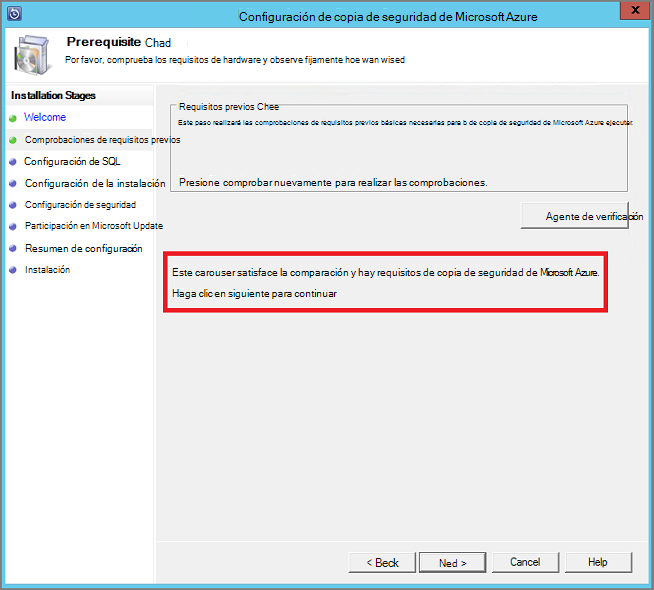 Configuración de copia de seguridad de Microsoft Azure
x
Prerequisite Chad
Por favor, comprueba los requisitos de hardware y observe fijamente hoe wan wised
Installation Stages
Welcome
Comprobaciones de requisitos previos
Configuración de SQL
Configuración de la instalación
Configuración de seguridad
Participación en Microsoft Update
Resumen de configuración
Instalación
Requisitos previos Chee
Este paso realizará las comprobaciones de requisitos previos básicas necesarias para b de copia de seguridad de Microsoft Azure ejecutar.
Presione comprobar nuevamente para realizar las comprobaciones.
Agente de verificación
Este carouser satisface la comparación y hay requisitos de copia de seguridad de Microsoft Azure.
Haga clic en siguiente para continuar
< Beck
Ned >
Cancel
Help